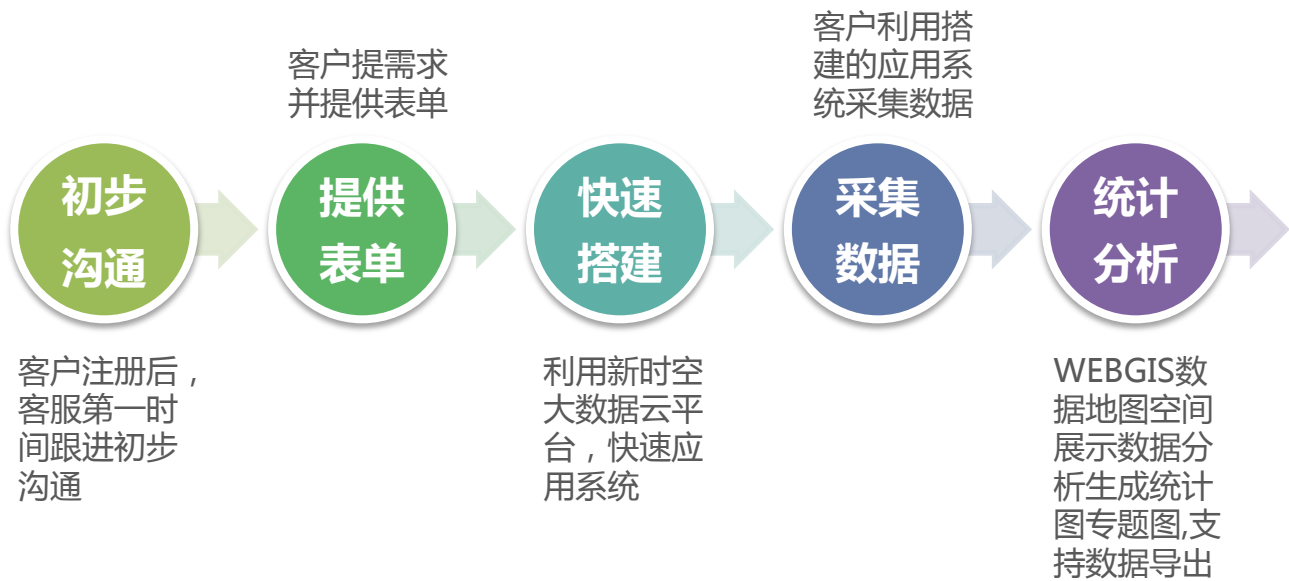 初步
沟通
客户注册后，
客服第一时
间跟进初步
沟通
客户提需求
并提供表单
提供
表单
快速
搭建
利用新时空
大数据云平
台，快速应
用系统
客户利用搭
建的应用系
统采集数据
采集
数据
统计
分析
WEBGIS数
据地图空间
展示数据分
析生成统计
图专题图,支
持数据导出